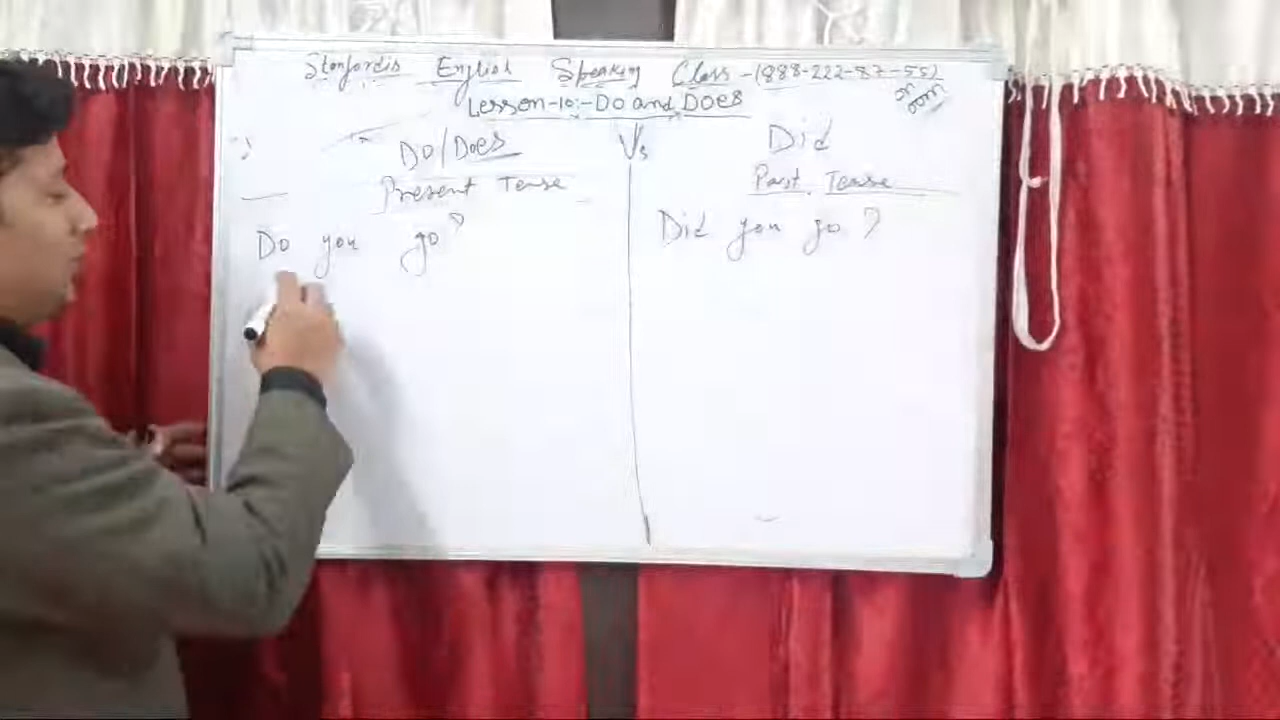 Stanfordis English Speaking Class - (888-222-87-55)
Lesson-10:- Do and DOES
Do/Does Vs Did
Present Tense Past Tense
Do you go? Did you go?